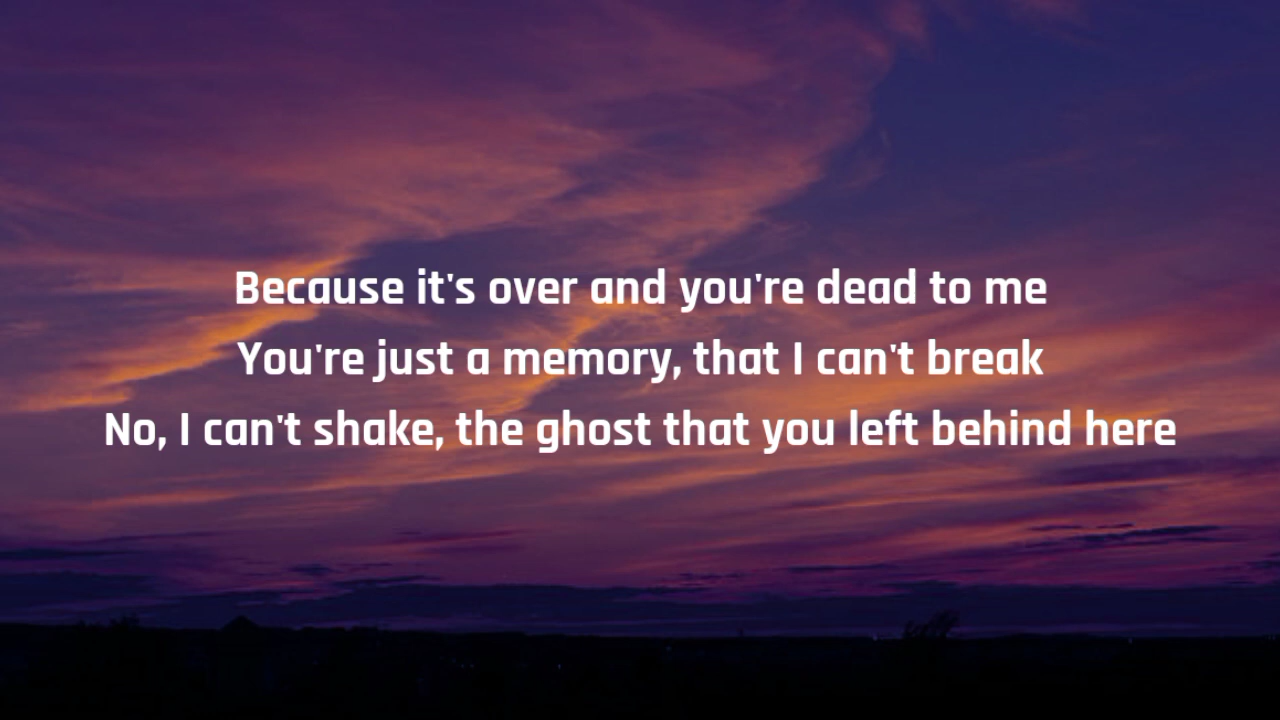 Because it's over and you're dead to me
You're just a memory, that I can't break
No, I can't shake, the ghost that you left behind here